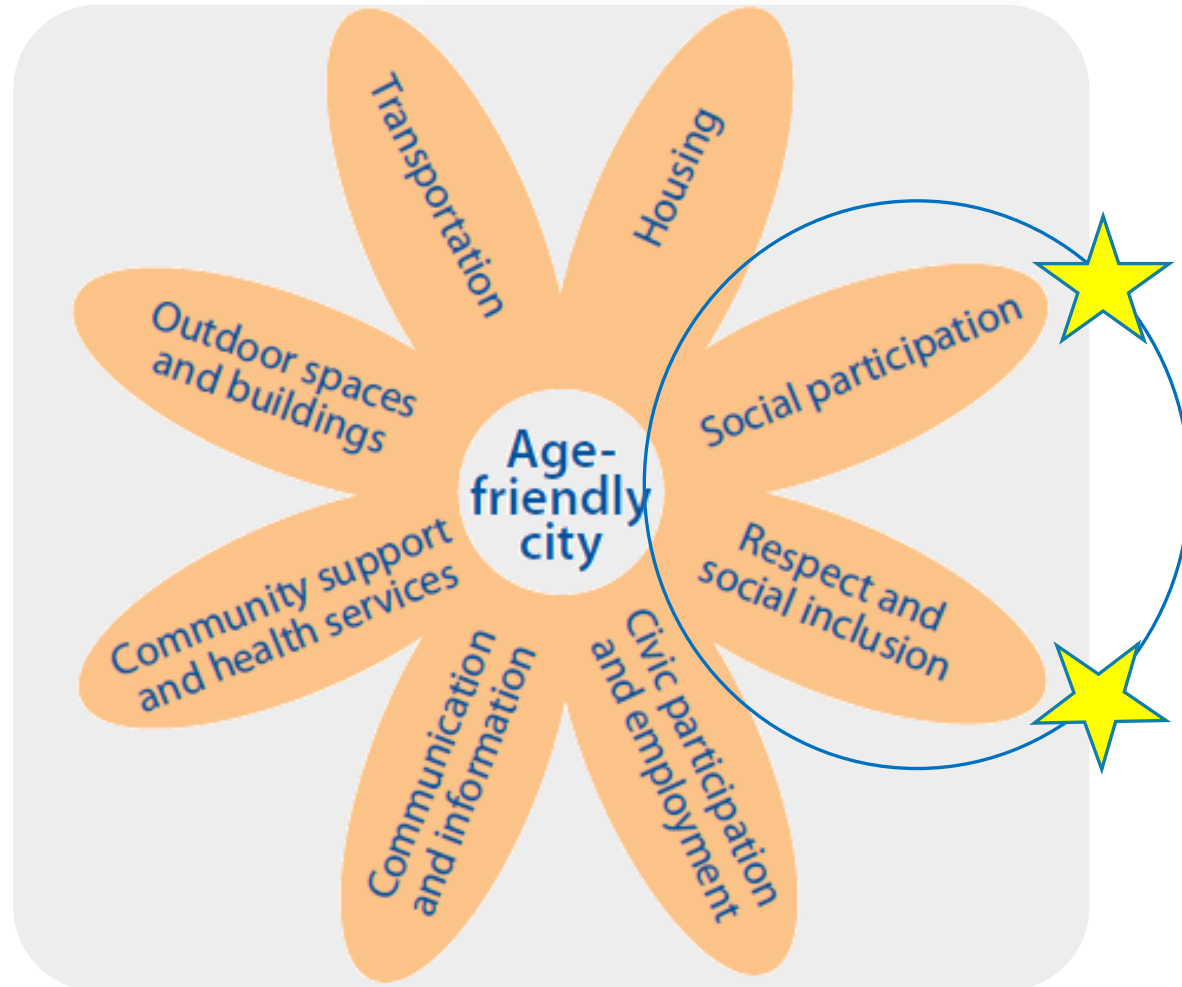 Transportation
Housing
Outdoor spaces
and buildings
Social participation
Age-
friendly
city
Community support
and health services
Respect and
social inclusion
Communication
and information
Civic participation
and employment